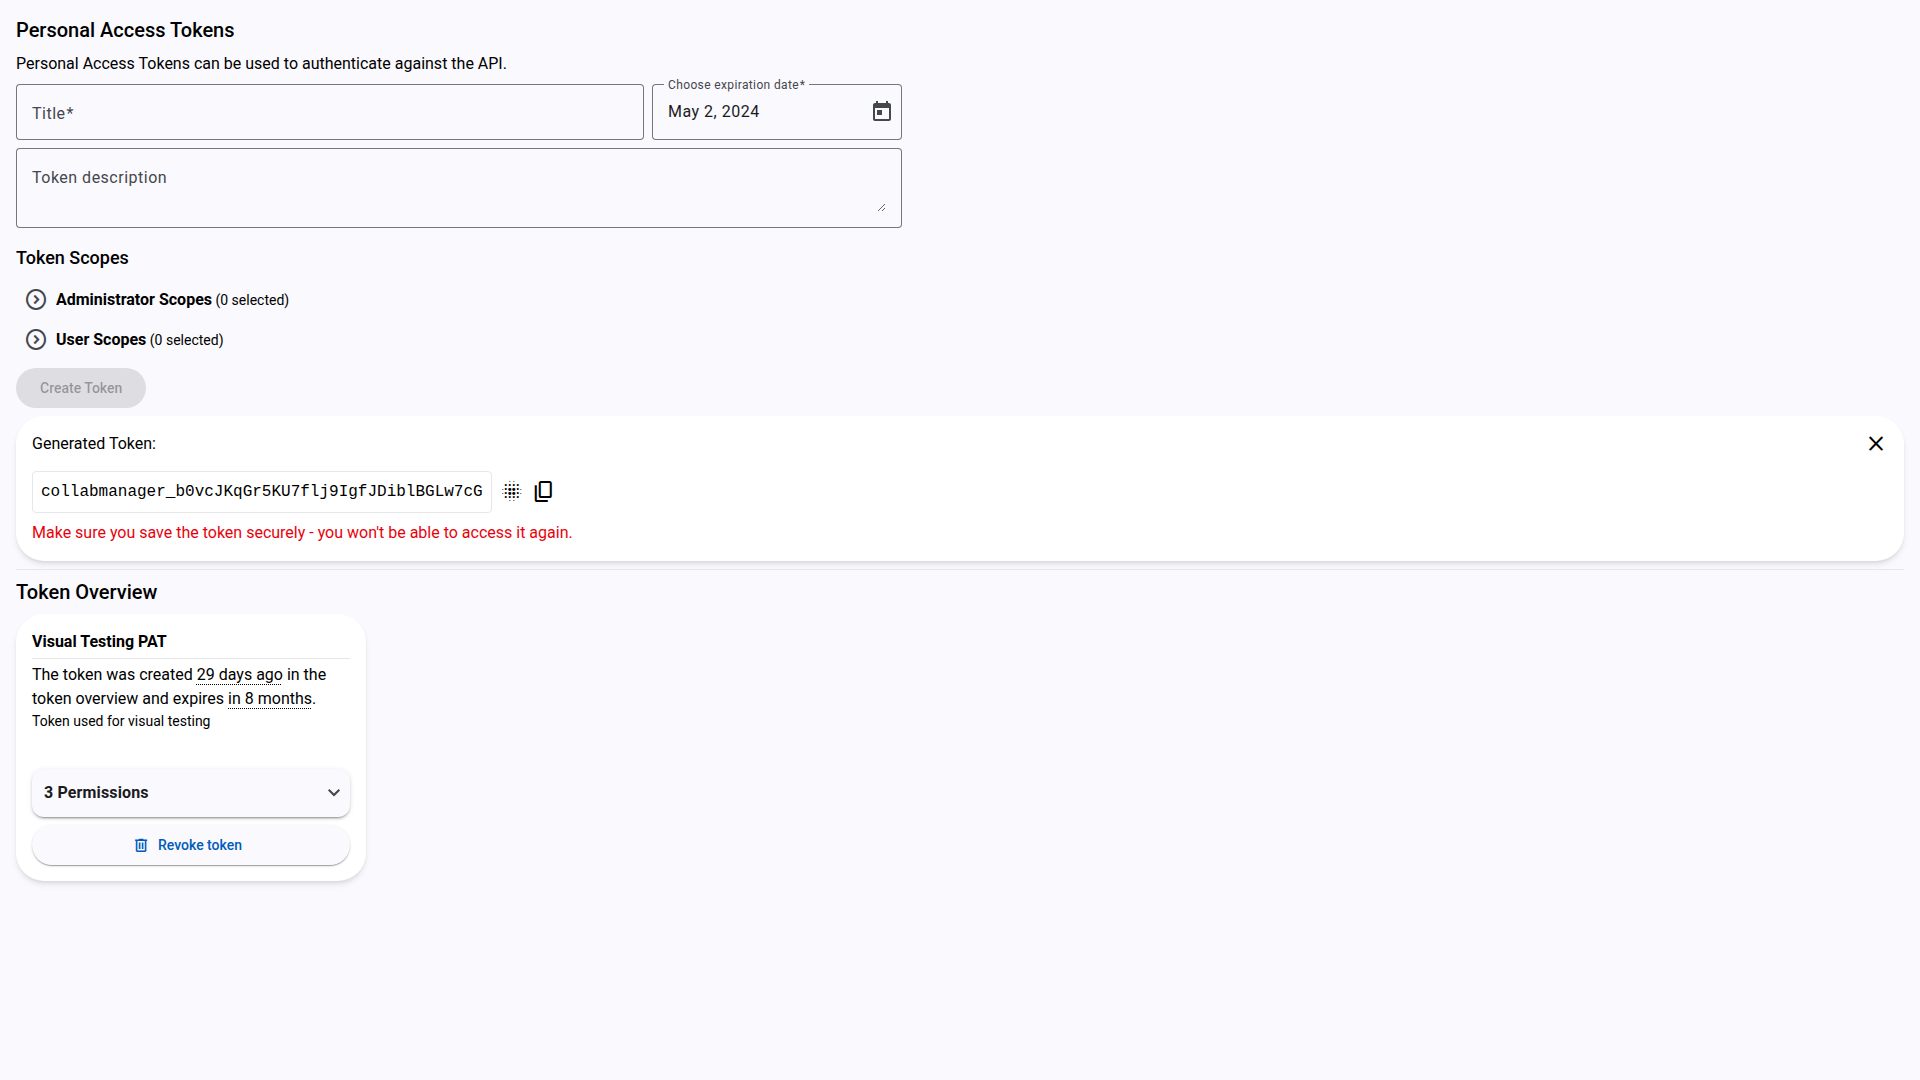 Personal Access Tokens
Personal Access Tokens can be used to authenticate against the API.
Title*
Choose expiration date*
May 2, 2024
Token description
Token Scopes
Administrator Scopes (0 selected)
User Scopes (0 selected)
Create Token
Generated Token:
collabmanager_b0vcJKqGr5KU7flj9IgfJDiblBGLw7cG
Make sure you save the token securely - you won't be able to access it again.
Token Overview
Visual Testing PAT
The token was created 29 days ago in the
token overview and expires in 8 months.
Token used for visual testing
3 Permissions
Revoke token